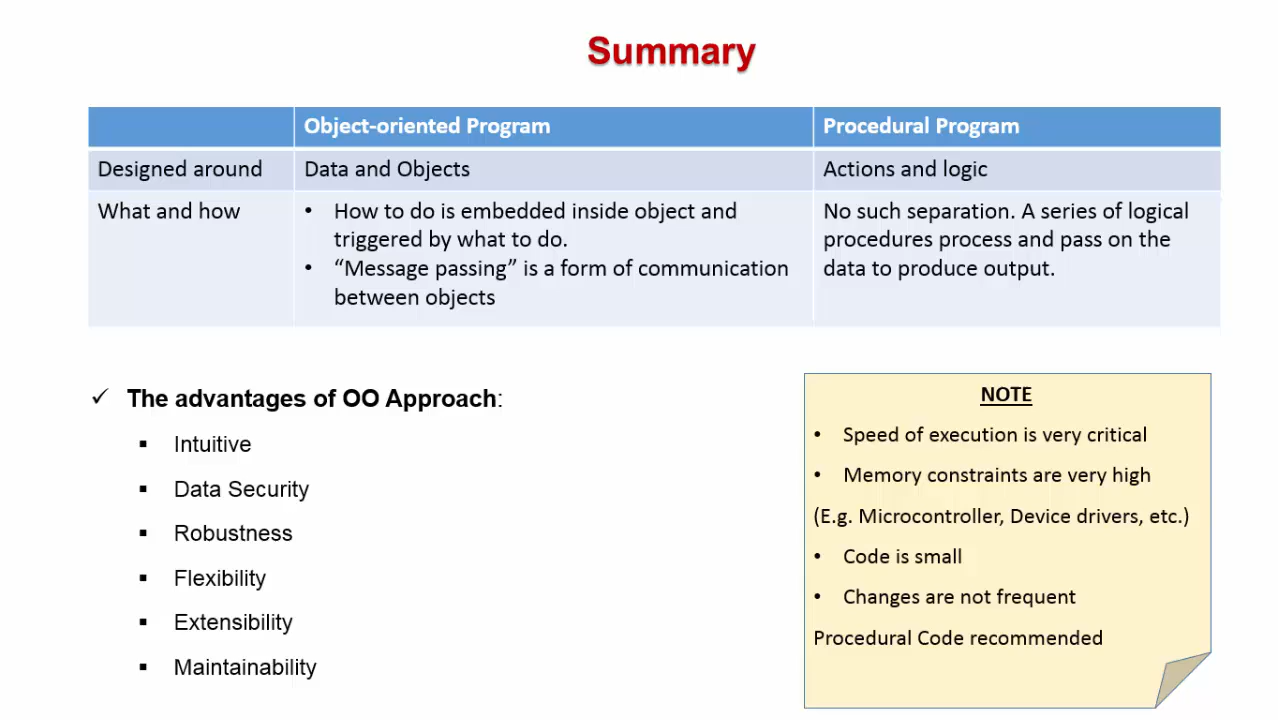 Summary
Object-oriented Program Procedural Program
Designed around Data and Objects Actions and logic
What and how • How to do is embedded inside object and No such separation. A series of logical
triggered by what to do. procedures process and pass on the
• “Message passing” is a form of communication data to produce output.
between objects
✓ The advantages of OO Approach:
▪ Intuitive
▪ Data Security
▪ Robustness
▪ Flexibility
▪ Extensibility
▪ Maintainability
NOTE
• Speed of execution is very critical
• Memory constraints are very high
(E.g. Microcontroller, Device drivers, etc.)
• Code is small
• Changes are not frequent
Procedural Code recommended